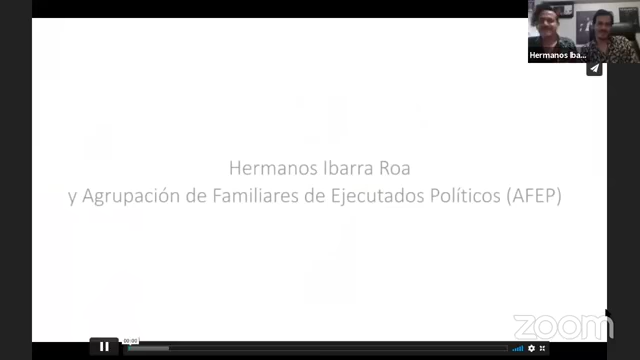 Hermanos Iba...
Hermanos Ibarra Roa
y Agrupación de Familiares de Ejecutados Políticos (AFEP)
00:00
zoom